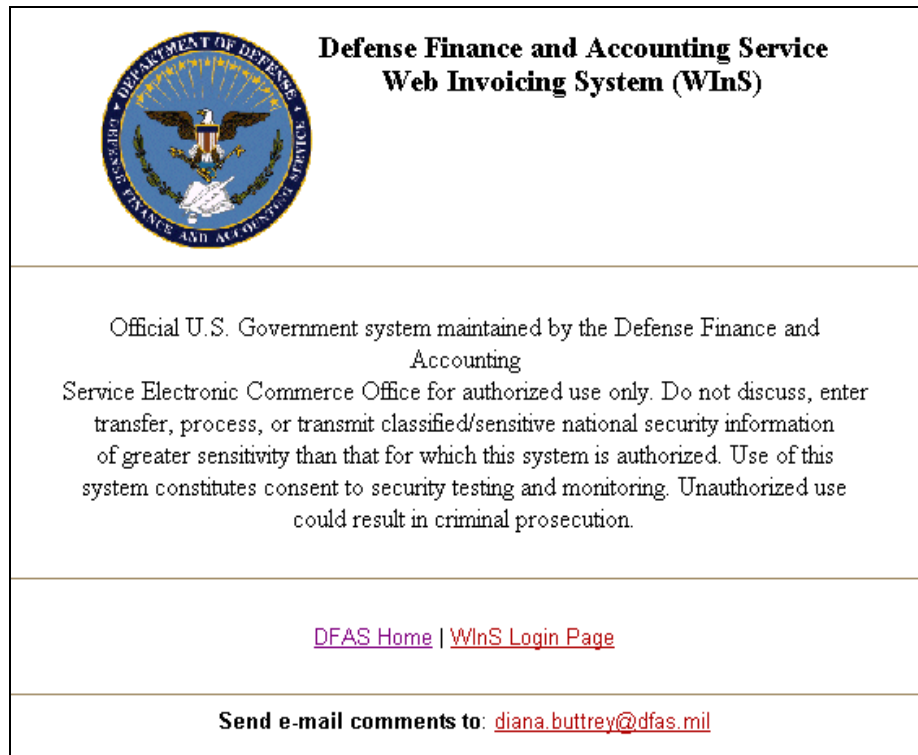 DEPARTMENT OF DEFENSE
DEFENSE FINANCE AND ACCOUNTING SERVICE
Defense Finance and Accounting Service
Web Invoicing System (WInS)
Official U.S. Government system maintained by the Defense Finance and
Accounting
Service Electronic Commerce Office for authorized use only. Do not discuss, enter
transfer, process, or transmit classified/sensitive national security information
of greater sensitivity than that for which this system is authorized. Use of this
system constitutes consent to security testing and monitoring. Unauthorized use
could result in criminal prosecution.
DFAS Home | WInS Login Page
Send e-mail comments to: diana.buttrey@dfas.mil